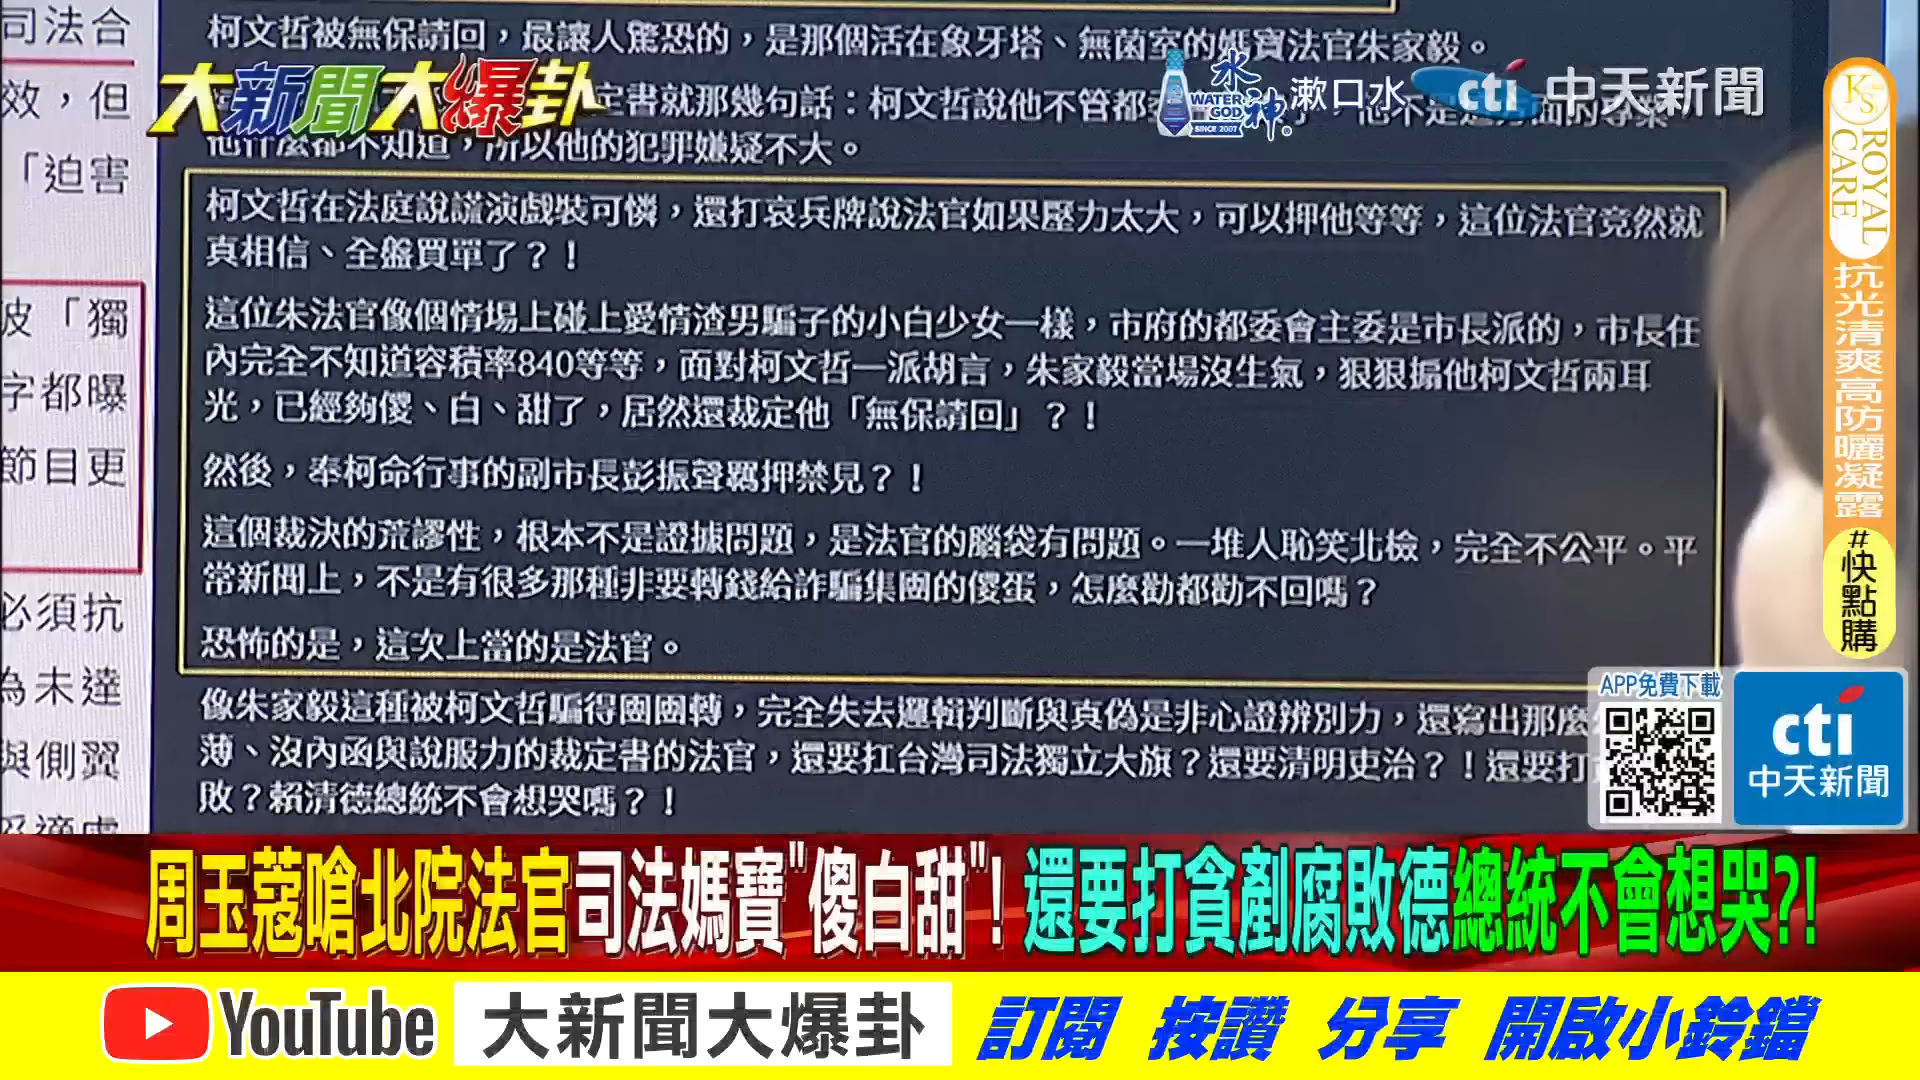 司法合
效，但
「迫害
波「獨
字都曝
節目更
必須抗
為未達
與側翼
柯文哲被無保請回，最讓人驚恐的，是那個活在象牙塔、無菌室的媽寶法官朱家毅。
定書就那幾句話：柯文哲說他不管都
他什麼都不知道，所以他的犯罪嫌疑不大。
柯文哲在法庭說謊演戲裝可憐，還打哀兵牌說法官如果壓力太大，可以押他等等，這位法官竟然就
真相信、全盤買單了？！
這位朱法官像個情場上碰上愛情渣男騙子的小白少女一樣，市府的都委會主委是市長派的，市長任
內完全不知道容積率840等等，面對柯文哲一派胡言，朱家毅當場沒生氣，狠狠搧他柯文哲兩耳
光，已經夠傻、白、甜了，居然還裁定他「無保請回」？！
然後，奉柯命行事的副市長彭振聲羈押禁見？！
這個裁決的荒謬性，根本不是證據問題，是法官的腦袋有問題。一堆人恥笑北檢，完全不公平。平
常新聞上，不是有很多那種非要轉錢給詐騙集團的傻蛋，怎麼勸都勸不回嗎？
恐怖的是，這次上當的是法官。
像朱家毅這種被柯文哲騙得團團轉，完全失去邏輯判斷與真偽是非心證辨別力，還寫出那麼
薄、沒內函與說服力的裁定書的法官，還要扛台灣司法獨立大旗？還要清明吏治？！還要打
敗？賴清德總統不會想哭嗎？！
大新聞大爆卦
水神
WATER GOD
SINCE 2007
漱口水
cti 中天新聞
KS
ROYAL CARE
抗光清爽高防曬凝露
#快點購
APP免費下載
cti
中天新聞
周玉蔻嗆北院法官司法媽寶"傻白甜"! 還要打貪剷腐敗德總統不會想哭?!
YouTube 大新聞大爆卦 訂閱 按讚 分享 開啟小鈴鐺